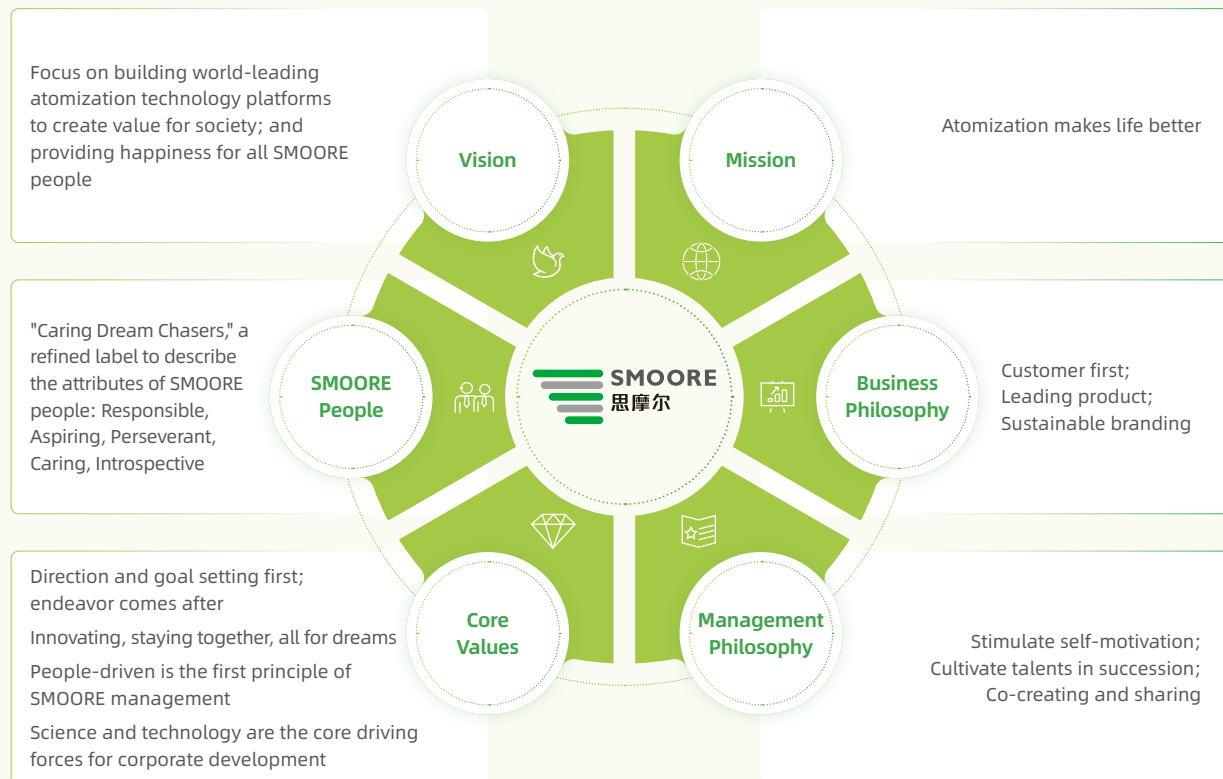 Focus on building world-leading
atomization technology platforms
to create value for society; and
providing happiness for all SMOORE
people
Vision
Mission
Atomization makes life better
"Caring Dream Chasers," a
refined label to describe
the attributes of SMOORE
people: Responsible,
Aspiring, Perseverant,
Caring, Introspective
SMOORE
People
SMOORE
思摩尔
Business
Philosophy
Customer first;
Leading product;
Sustainable branding
Direction and goal setting first;
endeavor comes after
Innovating, staying together, all for dreams
People-driven is the first principle of
SMOORE management
Science and technology are the core driving
forces for corporate development
Core
Values
Management
Philosophy
Stimulate self-motivation;
Cultivate talents in succession;
Co-creating and sharing